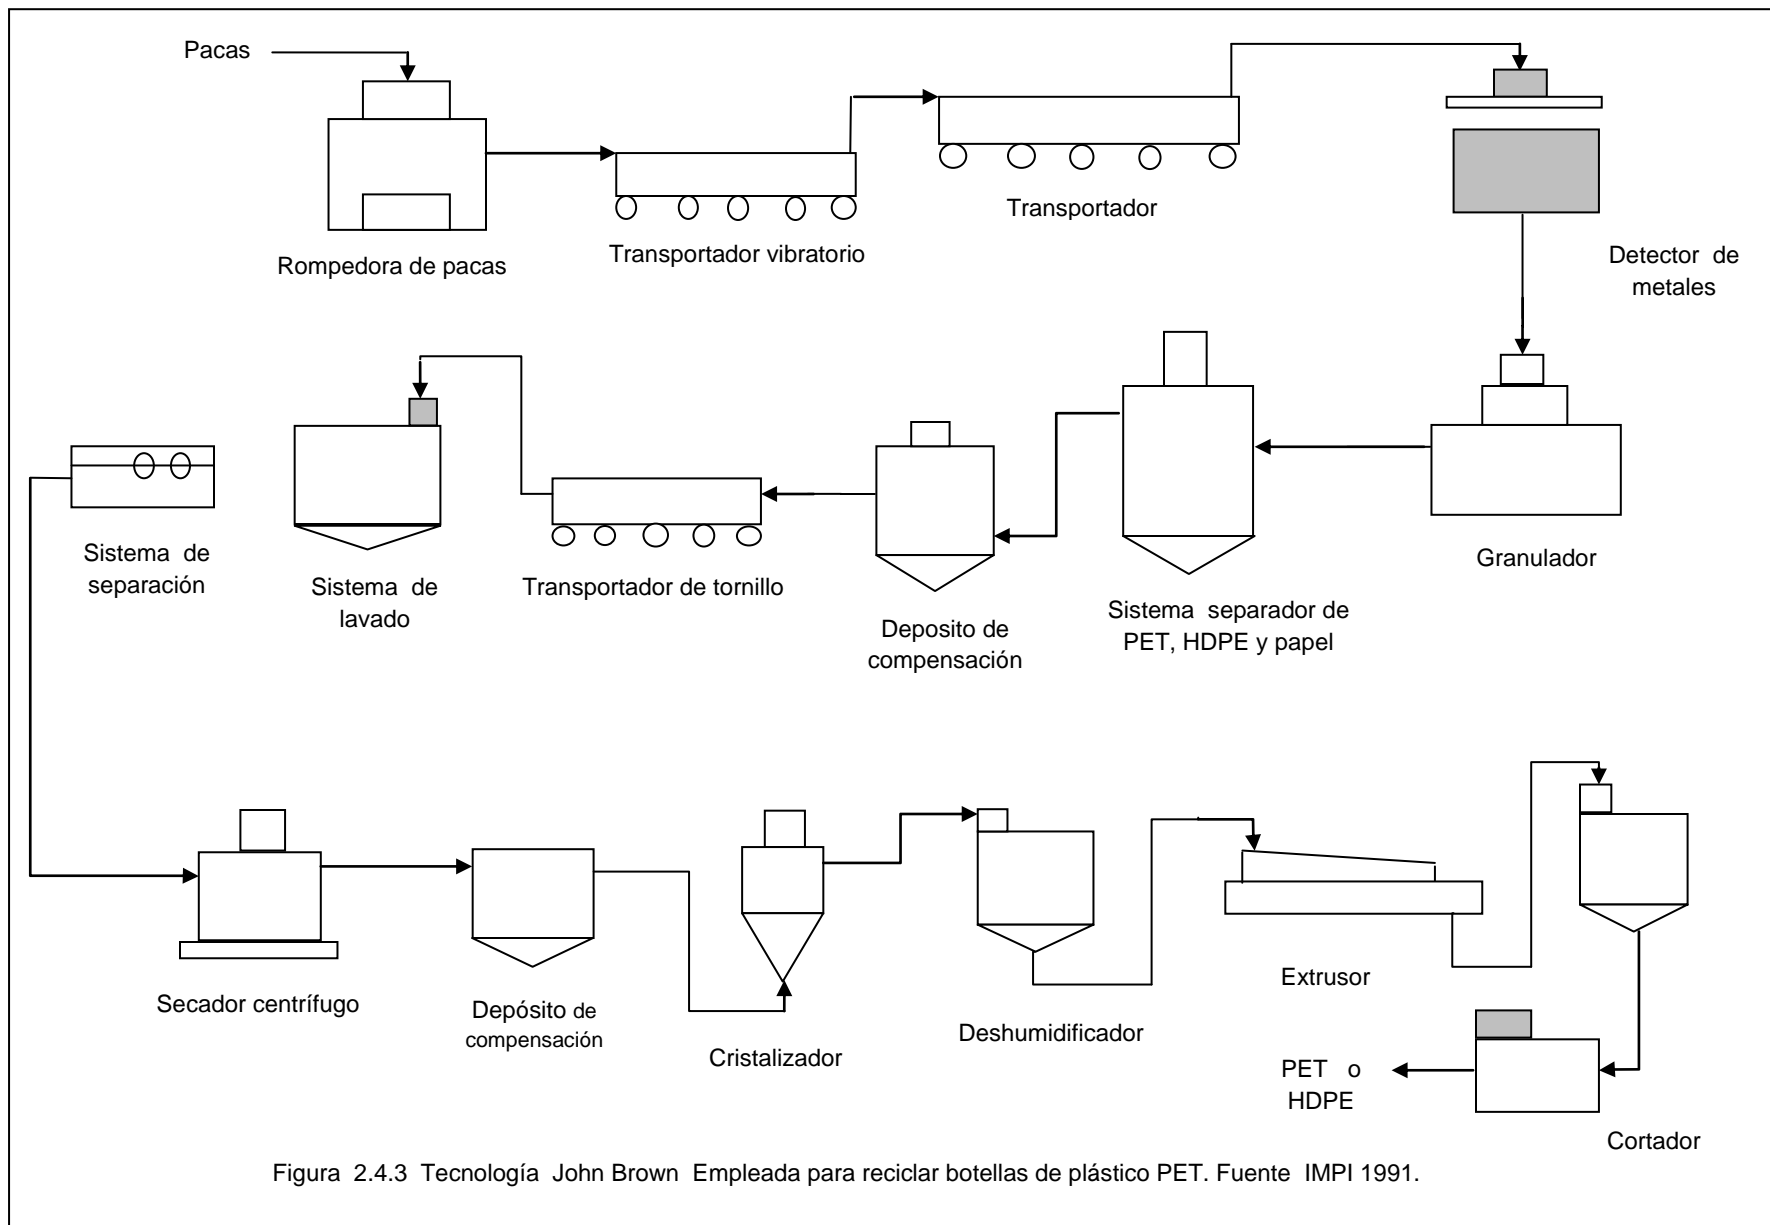 Pacas
Rompedora de pacas
Transportador vibratorio
Transportador
Detector de
metales
Sistema de
separación
Sistema de
lavado
Transportador de tornillo
Deposito de
compensación
Sistema separador de
PET, HDPE y papel
Granulador
Secador centrífugo
Depósito de
compensación
Cristalizador
Deshumidificador
Extrusor
PET o
HDPE
Cortador
Figura 2.4.3 Tecnología John Brown Empleada para reciclar botellas de plástico PET. Fuente IMPI 1991.